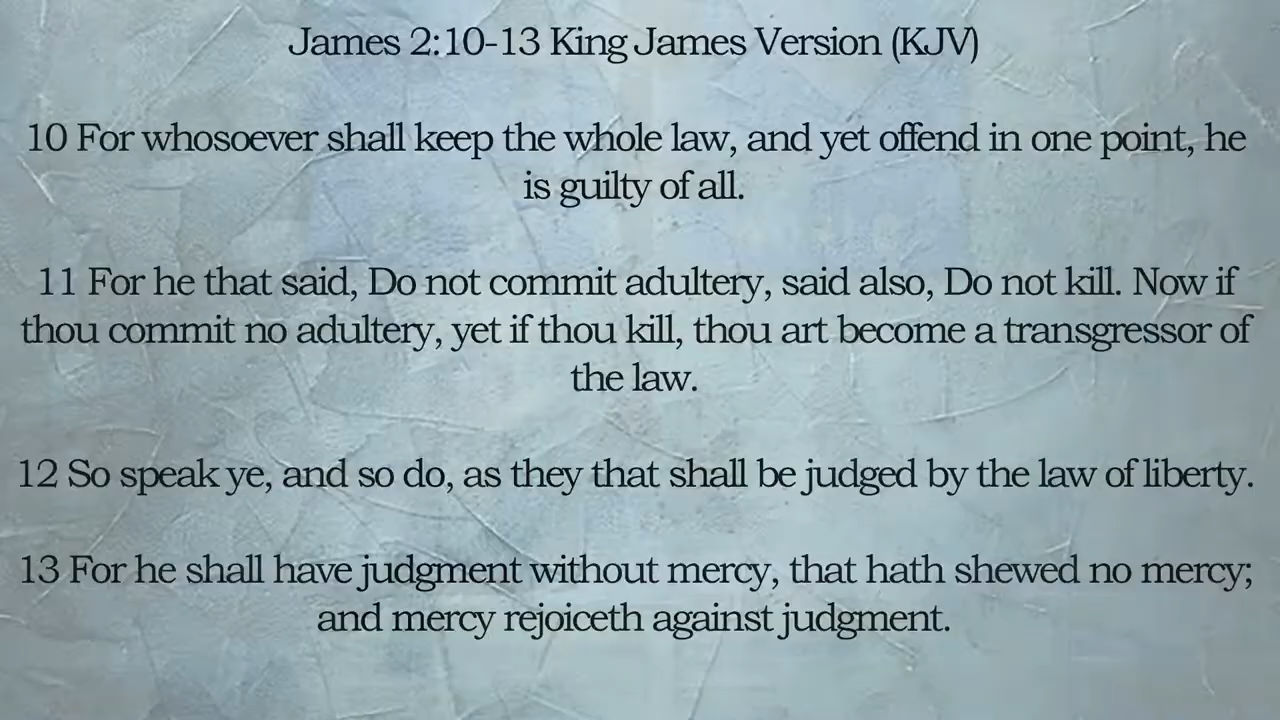 James 2:10-13 King James Version (KJV)
10 For whosoever shall keep the whole law, and yet offend in one point, he
is guilty of all.
11 For he that said, Do not commit adultery, said also, Do not kill. Now if
thou commit no adultery, yet if thou kill, thou art become a transgressor of
the law.
12 So speak ye, and so do, as they that shall be judged by the law of liberty.
13 For he shall have judgment without mercy, that hath shewed no mercy;
and mercy rejoiceth against judgment.